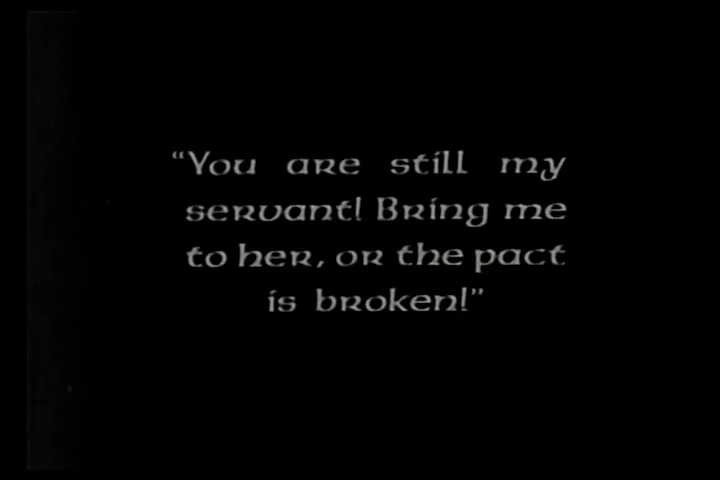 “You are still my
servant! Bring me
to her, or the pact
is broken!”